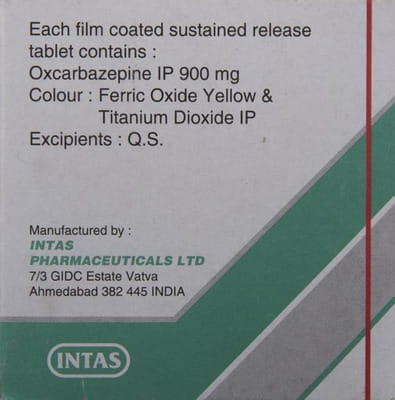 Each film coated sustained release
tablet contains :
Oxcarbazepine IP 900 mg
Colour : Ferric Oxide Yellow &
Titanium Dioxide IP
Excipients : Q.S.
Manufactured by :
INTAS
PHARMACEUTICALS LTD
7/3 GIDC Estate Vatva
Ahmedabad 382 445 INDIA
INTAS